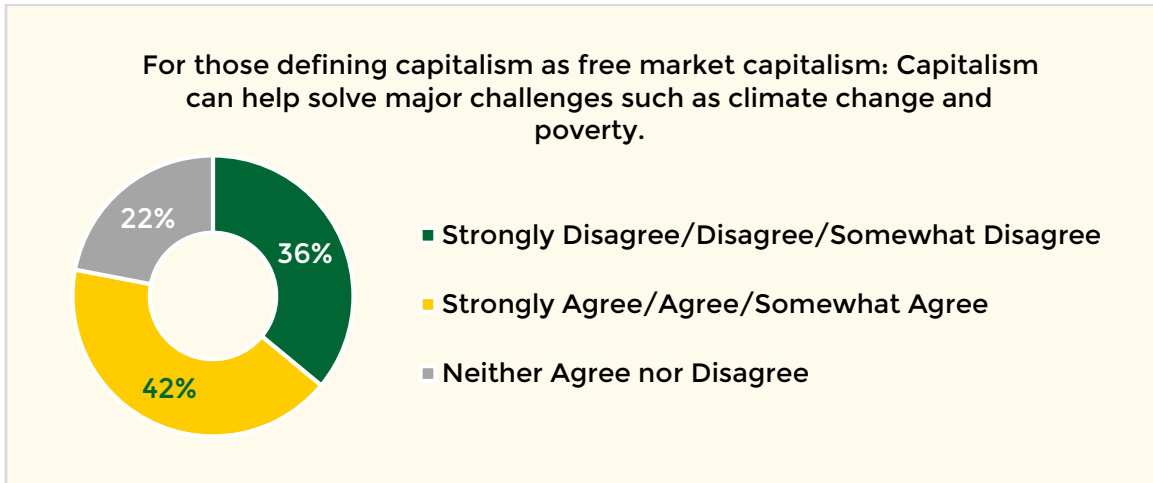 For those defining capitalism as free market capitalism: Capitalism
can help solve major challenges such as climate change and
poverty.
22%
36%
42%
Strongly Disagree/Disagree/Somewhat Disagree
Strongly Agree/Agree/Somewhat Agree
Neither Agree nor Disagree